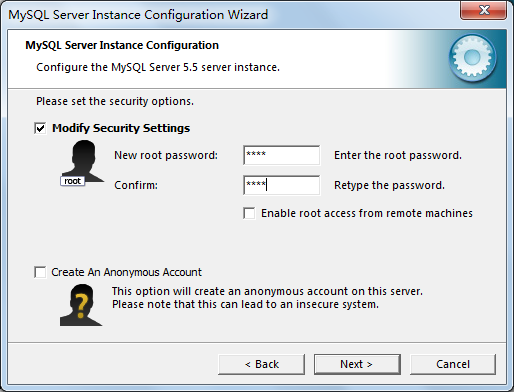 MySQL Server Instance Configuration Wizard
MySQL Server Instance Configuration
Configure the MySQL Server 5.5 server instance.
Please set the security options.
Modify Security Settings
root
New root password: **** Enter the root password.
Confirm: **** Retype the password.
Enable root access from remote machines
Create An Anonymous Account
This option will create an anonymous account on this server.
Please note that this can lead to an insecure system.
< Back Next > Cancel